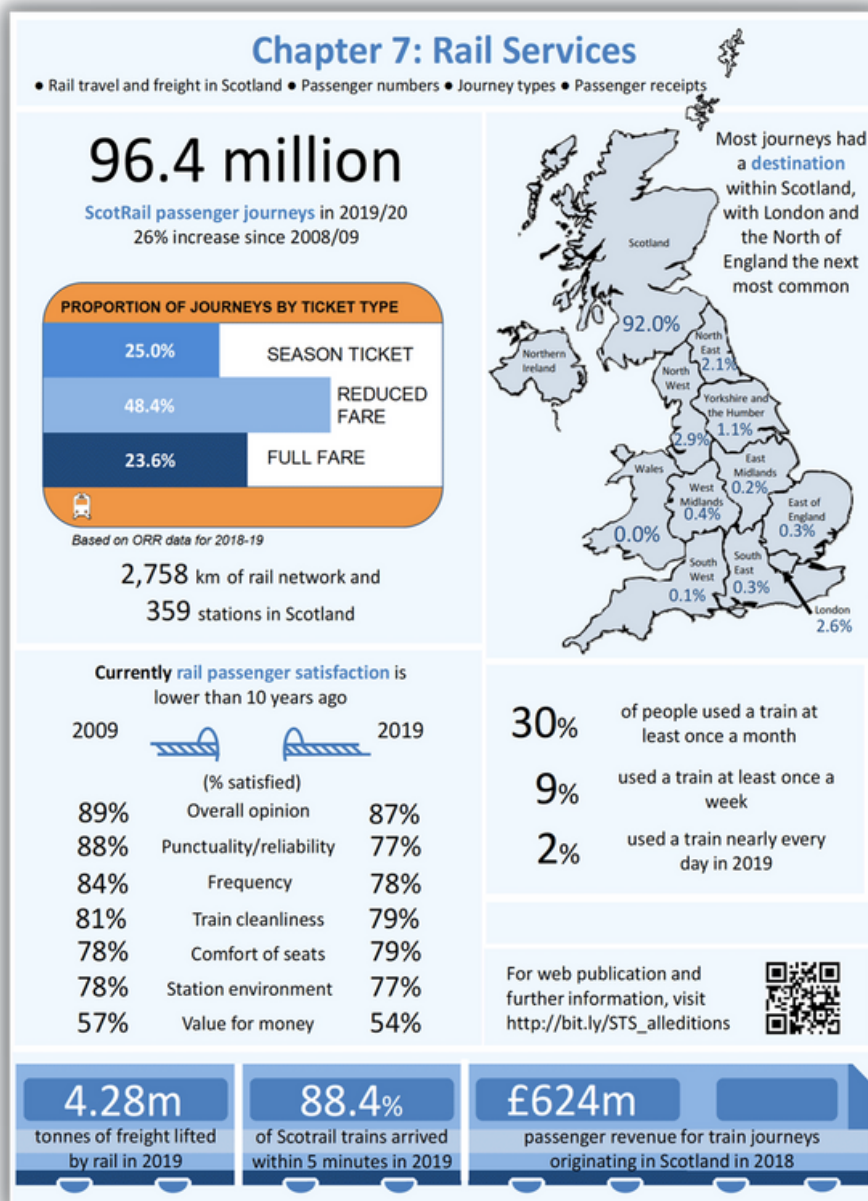 Chapter 7: Rail Services
● Rail travel and freight in Scotland ● Passenger numbers ● Journey types ● Passenger receipts
96.4 million
ScotRail passenger journeys in 2019/20
26% increase since 2008/09
PROPORTION OF JOURNEYS BY TICKET TYPE
25.0% SEASON TICKET
48.4% REDUCED
FARE
23.6% FULL FARE
Based on ORR data for 2018-19
2,758 km of rail network and
359 stations in Scotland
Most journeys had
a destination
within Scotland,
with London and
the North of
England the next
most common
Scotland
92.0%
Northern
Ireland
North
East
2.1%
North
West
2.9%
Yorkshire and
the Humber
1.1%
East
Midlands
0.2%
Wales
0.0%
West
Midlands
0.4%
East of
England
0.3%
South
West
0.1%
South
East
0.3%
London
2.6%
Currently rail passenger satisfaction is
lower than 10 years ago
2009 2019
(% satisfied)
89% Overall opinion 87%
88% Punctuality/reliability 77%
84% Frequency 78%
81% Train cleanliness 79%
78% Comfort of seats 79%
78% Station environment 77%
57% Value for money 54%
30% of people used a train at
least once a month
9% used a train at least once a
week
2% used a train nearly every
day in 2019
For web publication and
further information, visit
http://bit.ly/STS_alleditions
4.28m
tonnes of freight lifted
by rail in 2019
88.4%
of Scotrail trains arrived
within 5 minutes in 2019
£624m
passenger revenue for train journeys
originating in Scotland in 2018